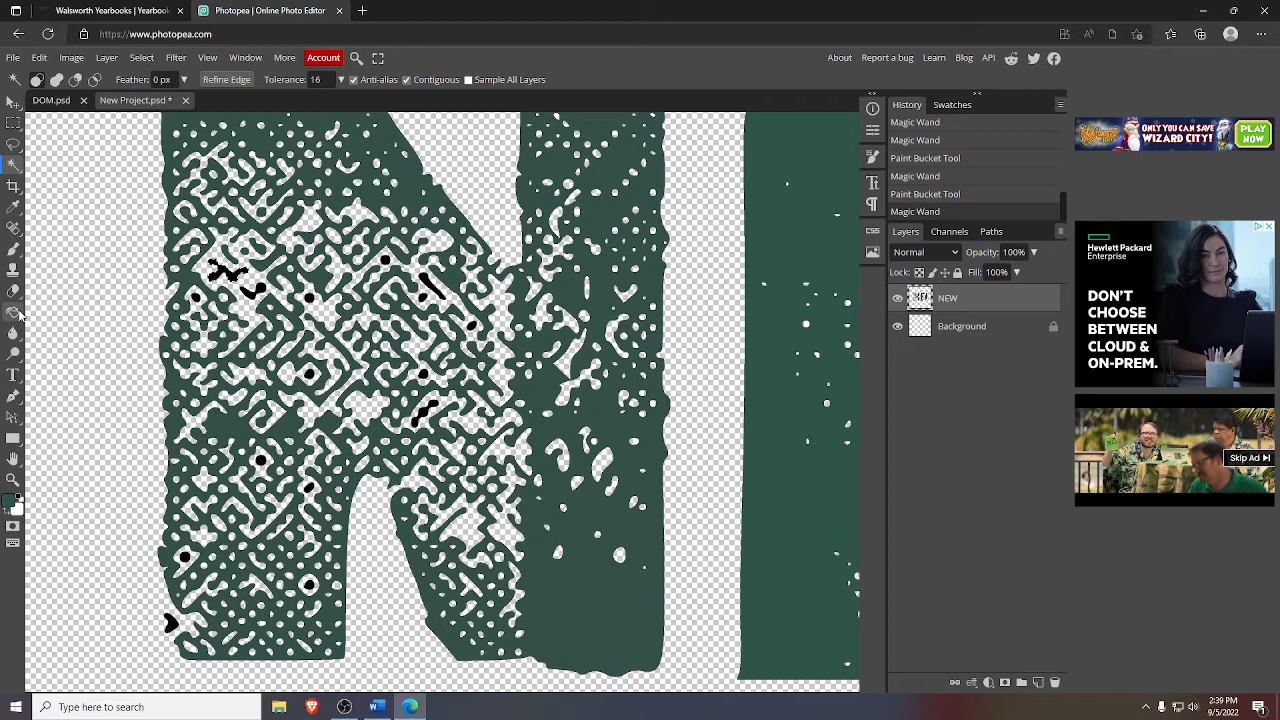 Walsworth Yearbooks | Yearbook
Photopea | Online Photo Editor
https://www.photopea.com
File Edit Image Layer Select Filter View Window More Account
About Report a bug Learn Blog API
Feather: 0 px Refine Edge Tolerance: 16 Anti-alias Contiguous Sample All Layers
DOM.psd New Project.psd *
History Swatches
Magic Wand
Magic Wand
Paint Bucket Tool
Magic Wand
Paint Bucket Tool
Magic Wand
CSS
Layers Channels Paths
Normal Opacity: 100%
Lock: Fill: 100%
NEW
Background
ONLY YOU CAN SAVE
WIZARD CITY!
PLAY
NOW
Hewlett Packard
Enterprise
DON'T
CHOOSE
BETWEEN
CLOUD &
ON-PREM.
Skip Ad
Type here to search
2:39 PM
9/5/2022